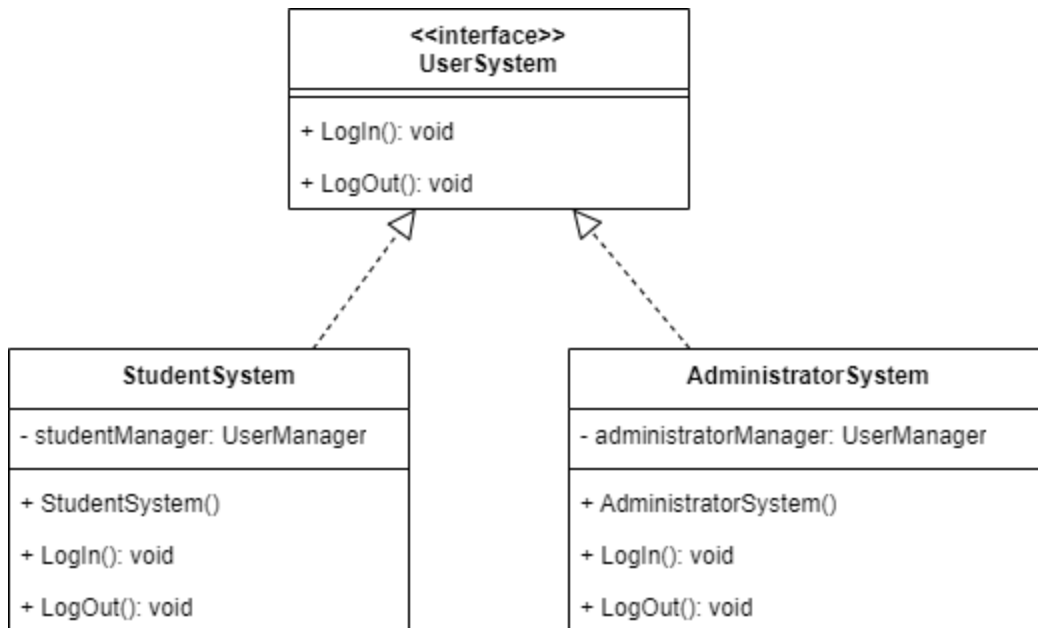 <<interface>>
UserSystem
+ LogIn(): void
+ LogOut(): void
StudentSystem
- studentManager: UserManager
+ StudentSystem()
+ LogIn(): void
+ LogOut(): void
AdministratorSystem
- administratorManager: UserManager
+ AdministratorSystem()
+ LogIn(): void
+ LogOut(): void